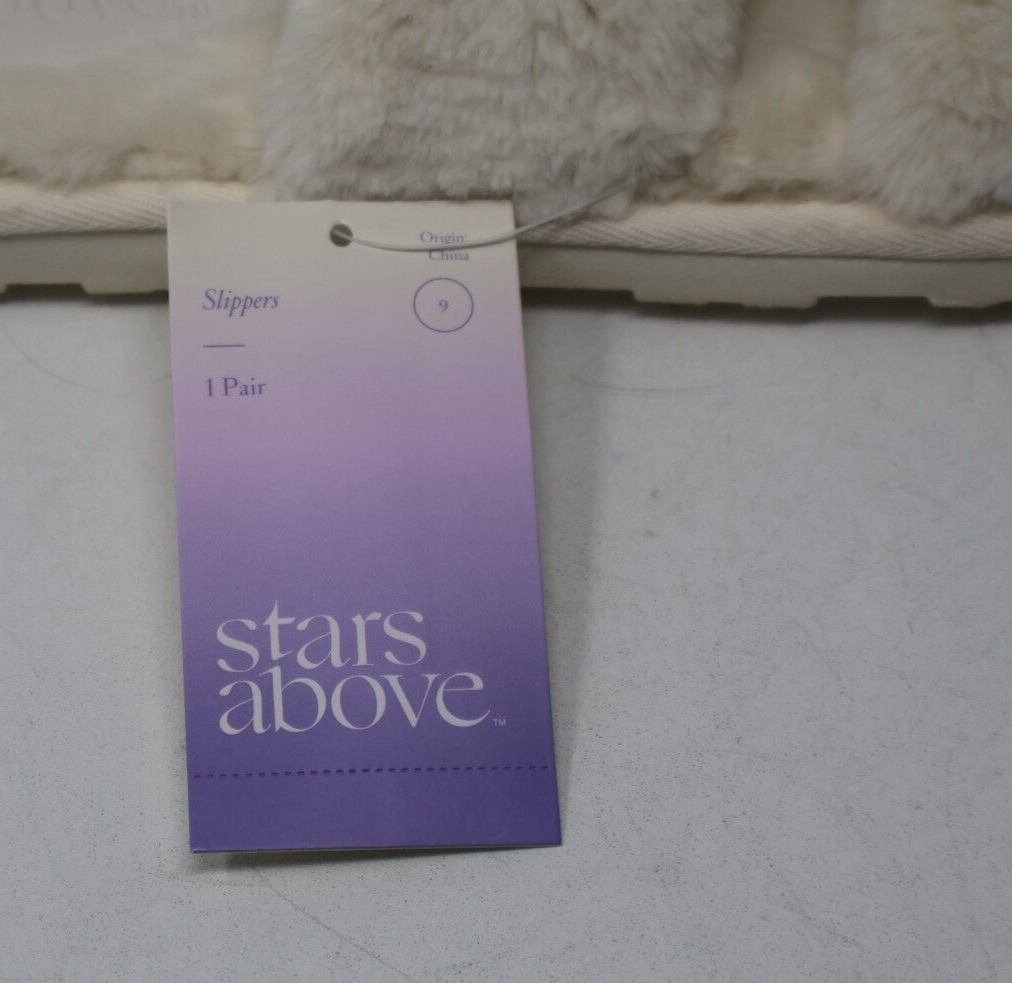 Origin:
China
Slippers
9
1 Pair
stars
above
™